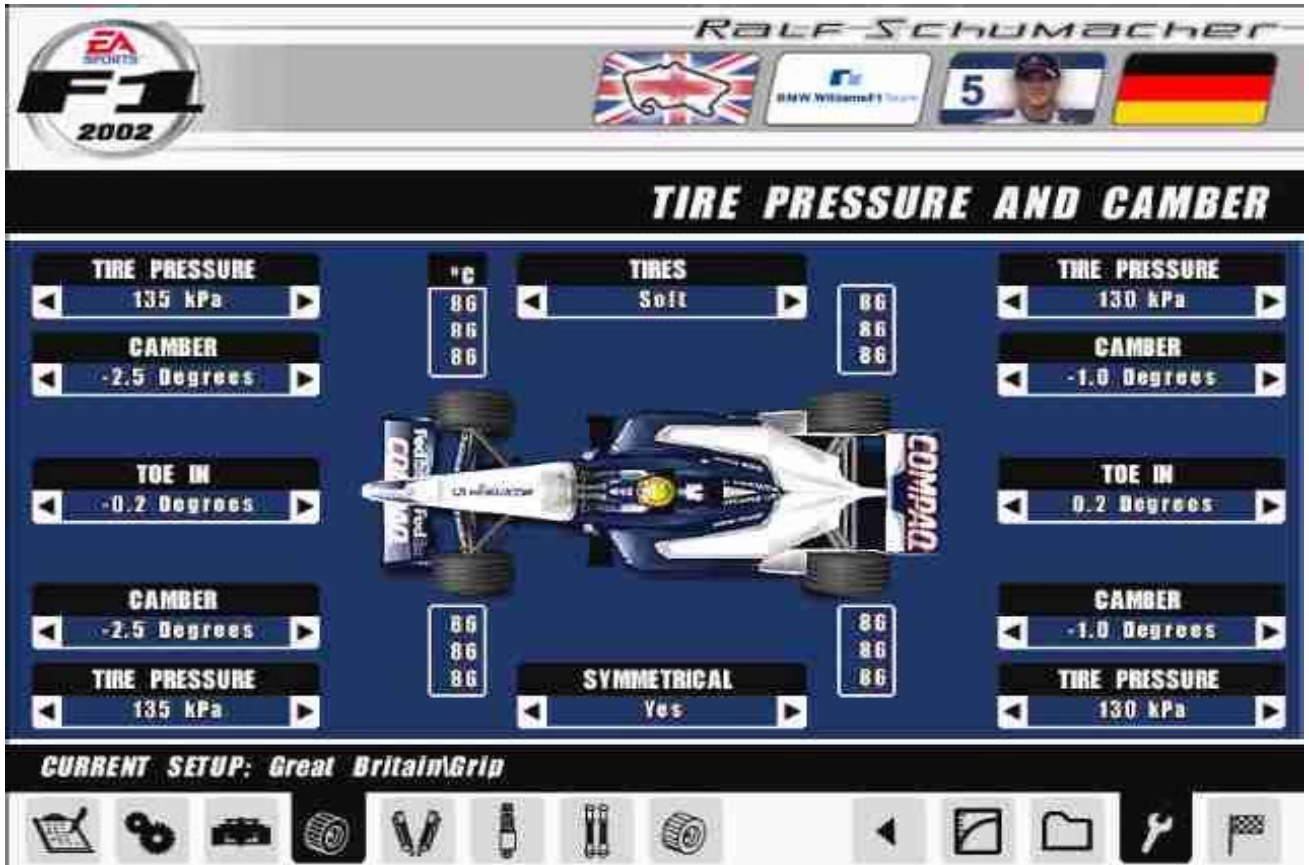 Ralf Schumacher
EA
SPORTS
F1
2002
BMW WilliamsF1 Team
5
TIRE PRESSURE AND CAMBER
TIRE PRESSURE
135 kPa
°C
86
86
86
TIRES
Soft
86
86
86
TIRE PRESSURE
130 kPa
CAMBER
-2.5 Degrees
CAMBER
-1.0 Degrees
FedEx
COMPAQ
COMPAQ
TOE IN
-0.2 Degrees
TOE IN
0.2 Degrees
CAMBER
-2.5 Degrees
86
86
86
86
86
86
CAMBER
-1.0 Degrees
TIRE PRESSURE
135 kPa
SYMMETRICAL
Yes
TIRE PRESSURE
130 kPa
CURRENT SETUP: Great Britain\Grip